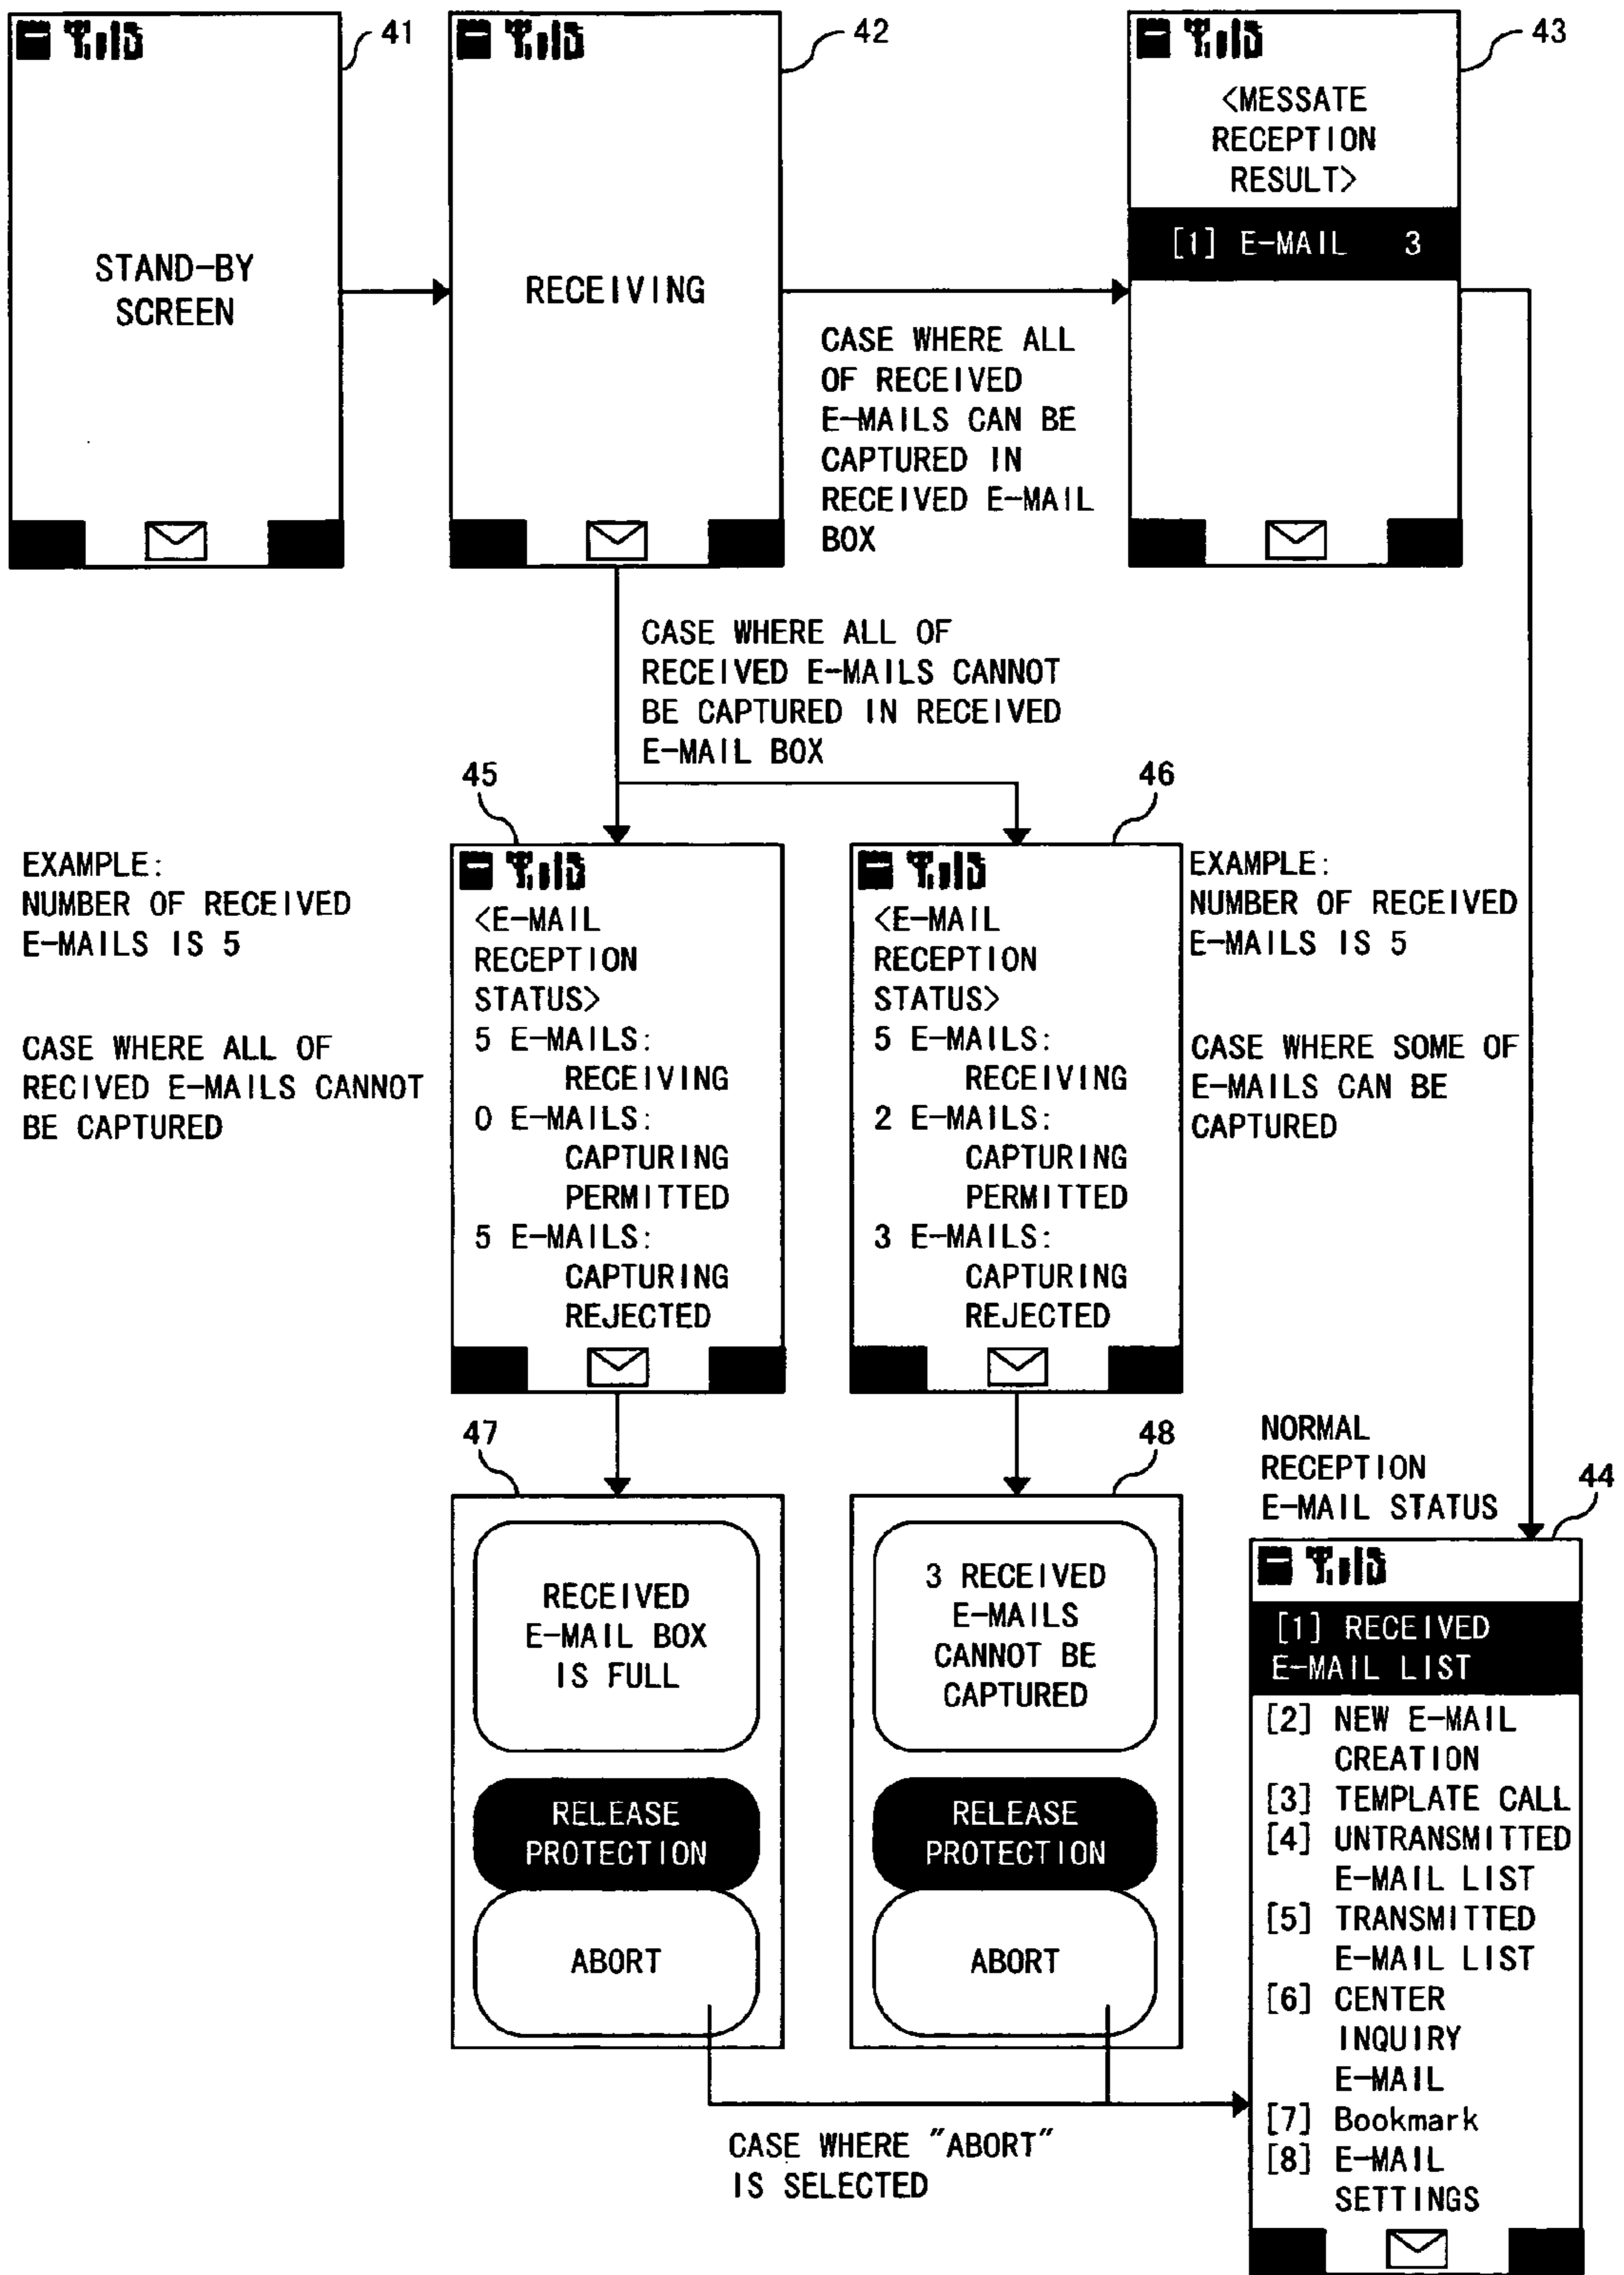 41
STAND-BY
SCREEN
42
RECEIVING
43
<MESSATE
RECEPTION
RESULT>
[1] E-MAIL 3
CASE WHERE ALL
OF RECEIVED
E-MAILS CAN BE
CAPTURED IN
RECEIVED E-MAIL
BOX
CASE WHERE ALL OF
RECEIVED E-MAILS CANNOT
BE CAPTURED IN RECEIVED
E-MAIL BOX
EXAMPLE:
NUMBER OF RECEIVED
E-MAILS IS 5
CASE WHERE ALL OF
RECIVED E-MAILS CANNOT
BE CAPTURED
45
<E-MAIL
RECEPTION
STATUS>
5 E-MAILS:
RECEIVING
0 E-MAILS:
CAPTURING
PERMITTED
5 E-MAILS:
CAPTURING
REJECTED
46
<E-MAIL
RECEPTION
STATUS>
5 E-MAILS:
RECEIVING
2 E-MAILS:
CAPTURING
PERMITTED
3 E-MAILS:
CAPTURING
REJECTED
EXAMPLE:
NUMBER OF RECEIVED
E-MAILS IS 5
CASE WHERE SOME OF
E-MAILS CAN BE
CAPTURED
47
RECEIVED
E-MAIL BOX
IS FULL
RELEASE
PROTECTION
ABORT
48
3 RECEIVED
E-MAILS
CANNOT BE
CAPTURED
RELEASE
PROTECTION
ABORT
CASE WHERE "ABORT"
IS SELECTED
NORMAL
RECEPTION
E-MAIL STATUS
44
[1] RECEIVED
E-MAIL LIST
[2] NEW E-MAIL
CREATION
[3] TEMPLATE CALL
[4] UNTRANSMITTED
E-MAIL LIST
[5] TRANSMITTED
E-MAIL LIST
[6] CENTER
INQUIRY
E-MAIL
[7] Bookmark
[8] E-MAIL
SETTINGS